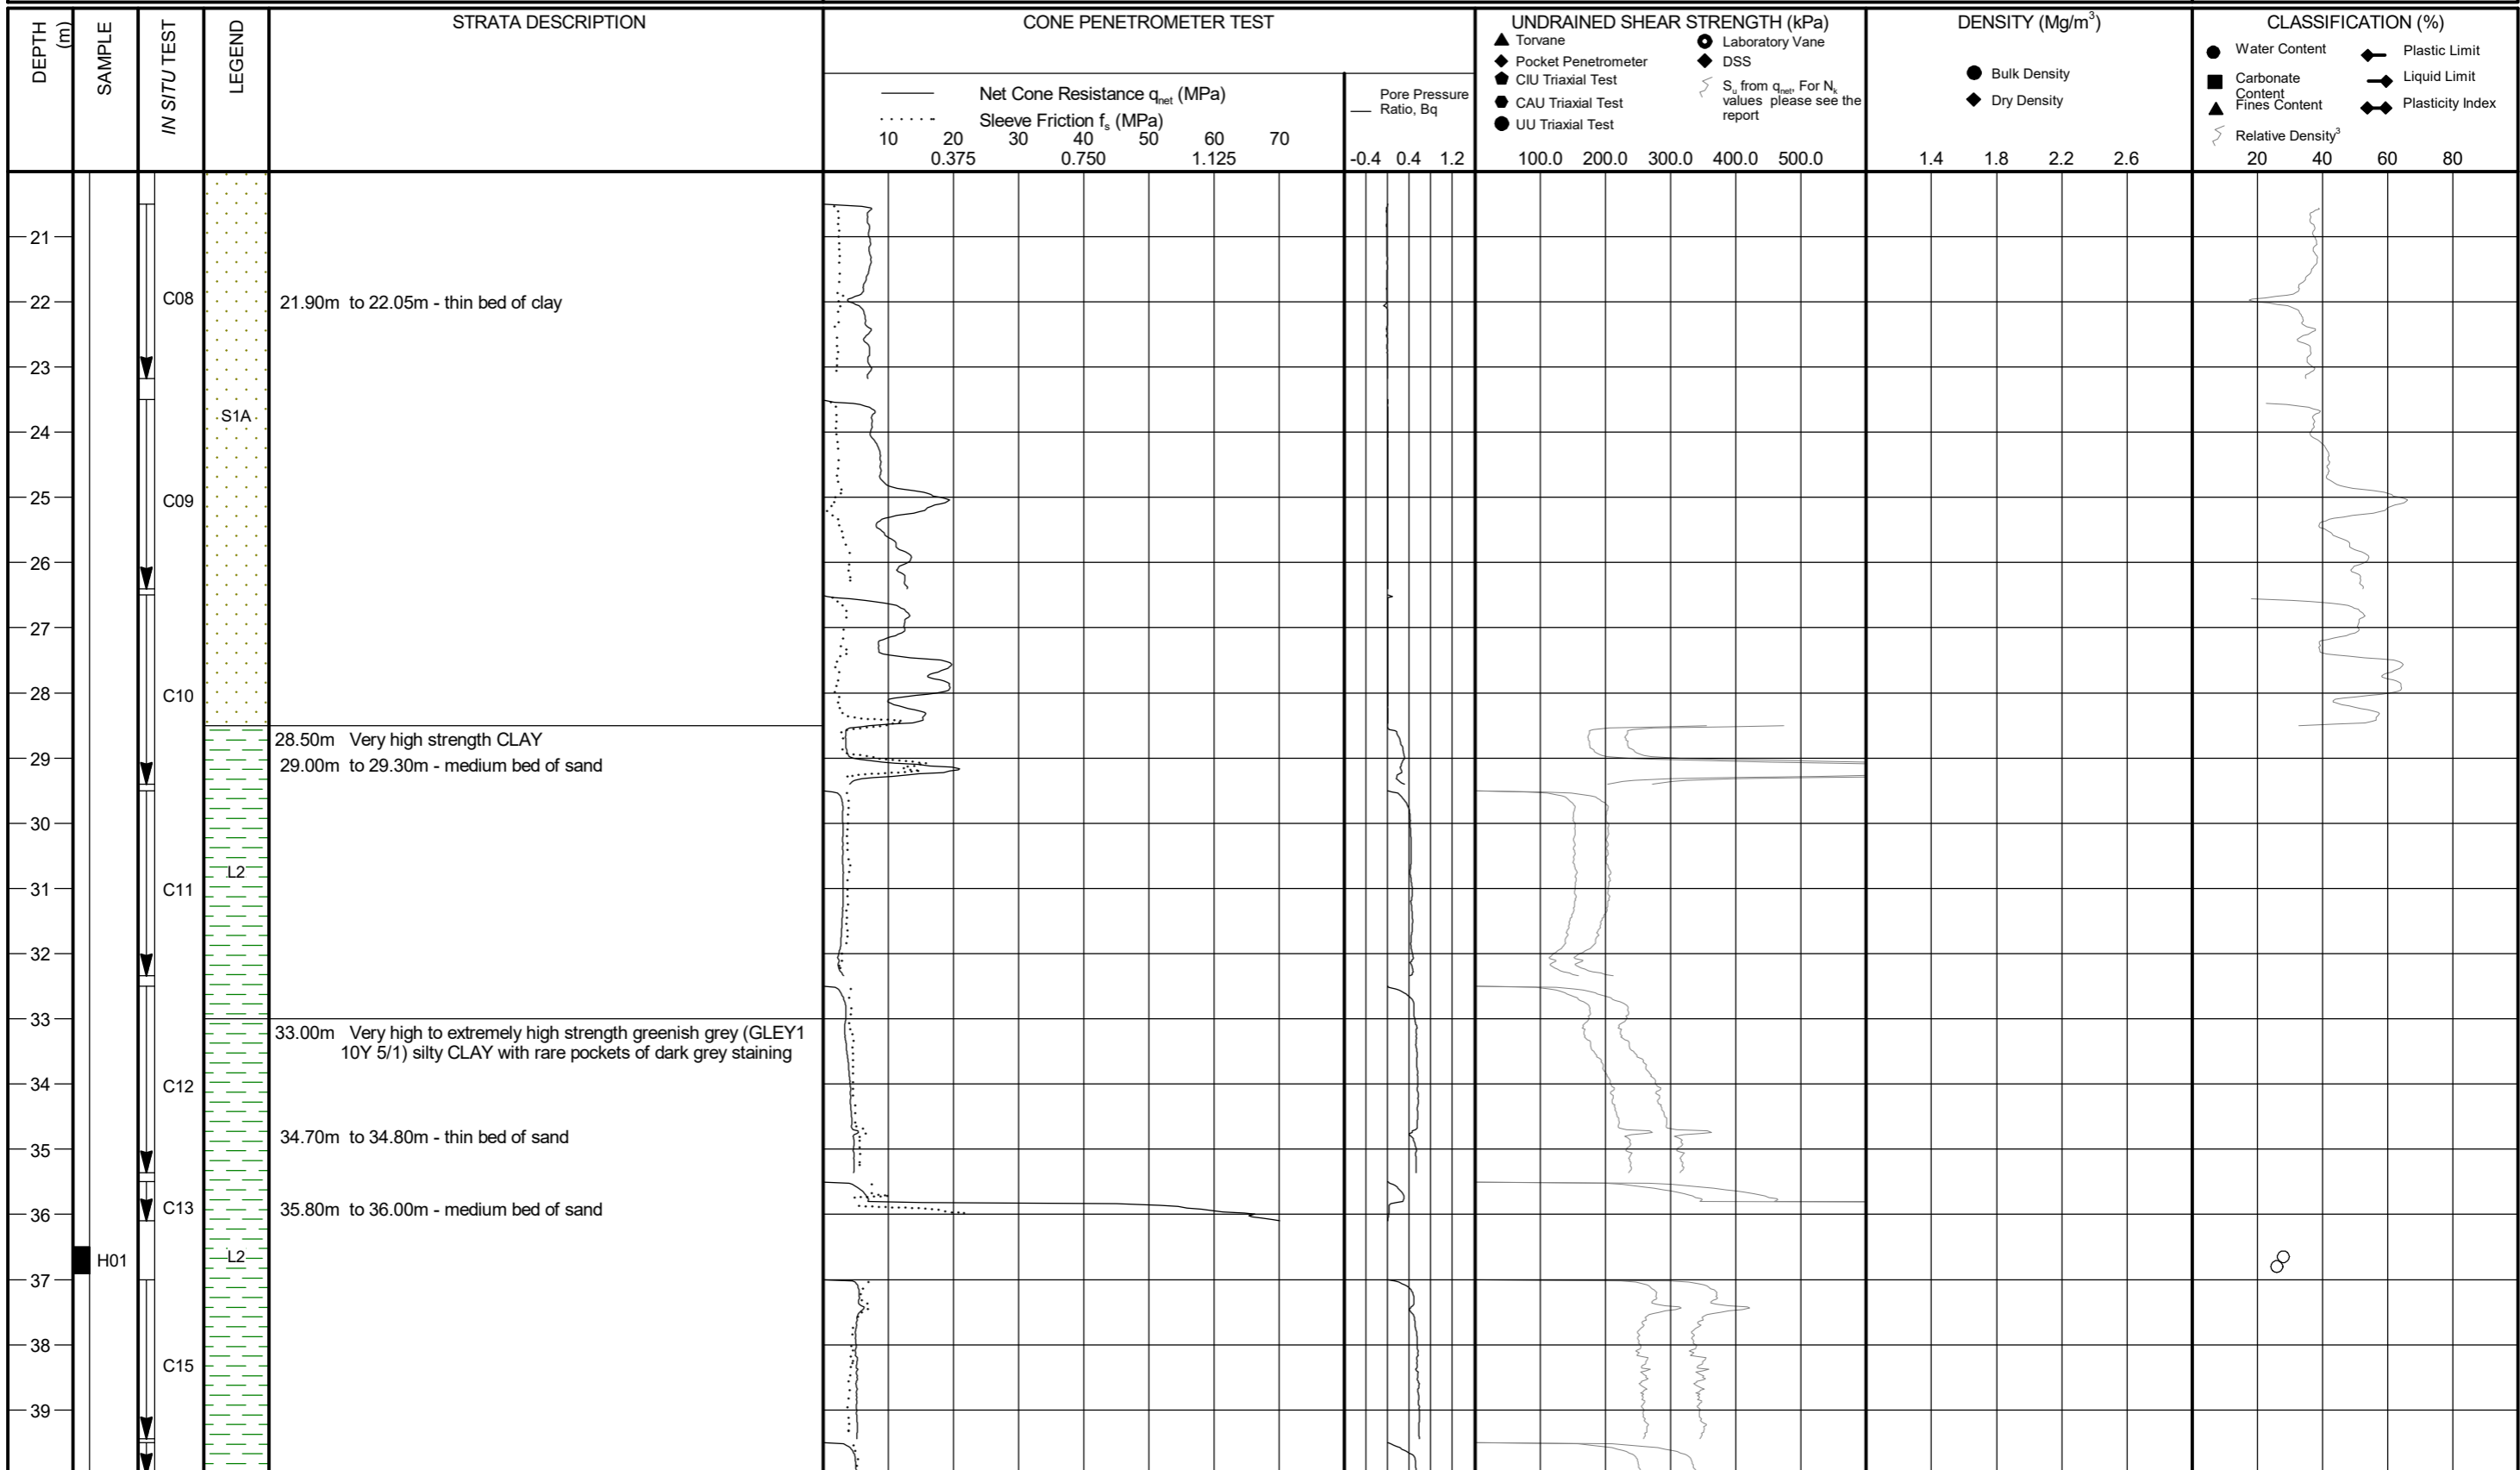 DEPTH (m)
SAMPLE
IN SITU TEST
LEGEND
STRATA DESCRIPTION
CONE PENETROMETER TEST
Net Cone Resistance qnet (MPa)
Sleeve Friction fs (MPa)
10 20 30 40 50 60 70
0.375 0.750 1.125
Pore Pressure
Ratio, Bq
-0.4 0.4 1.2
UNDRAINED SHEAR STRENGTH (kPa)
Torvane
Pocket Penetrometer
CIU Triaxial Test
CAU Triaxial Test
UU Triaxial Test
Laboratory Vane
DSS
Su from qnet, For Nk
values please see the
report
100.0 200.0 300.0 400.0 500.0
DENSITY (Mg/m³)
Bulk Density
Dry Density
1.4 1.8 2.2 2.6
CLASSIFICATION (%)
Water Content
Carbonate
Content
Fines Content
Relative Density³
Plastic Limit
Liquid Limit
Plasticity Index
20 40 60 80
21
C08
22
21.90m to 22.05m - thin bed of clay
23
S1A
24
25
C09
26
27
28
C10
28.50m Very high strength CLAY
29
29.00m to 29.30m - medium bed of sand
30
L2
31
C11
32
33
33.00m Very high to extremely high strength greenish grey (GLEY1
10Y 5/1) silty CLAY with rare pockets of dark grey staining
34
C12
34.70m to 34.80m - thin bed of sand
35
35.80m to 36.00m - medium bed of sand
C13
36
H01
L2
37
38
C15
39